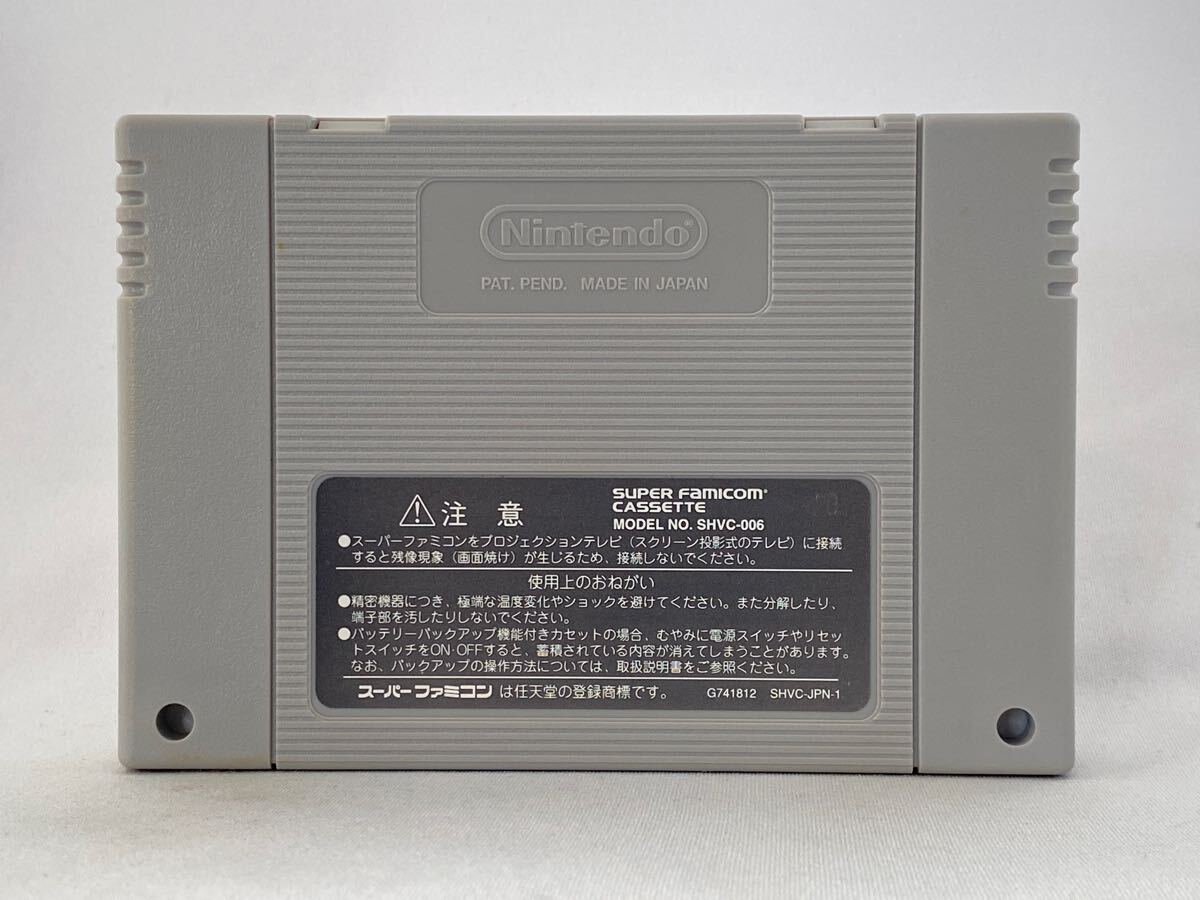 Nintendo®
PAT. PEND. MADE IN JAPAN
注意
SUPER FAMICOM®
CASSETTE
MODEL NO. SHVC-006
●スーパーファミコンをプロジェクションテレビ（スクリーン投影式のテレビ）に接続
すると残像現象（画面焼け）が生じるため、接続しないでください。
使用上のおねがい
●精密機器につき、極端な温度変化やショックを避けてください。また分解したり、
端子部を汚したりしないでください。
●バッテリーバックアップ機能付きカセットの場合、むやみに電源スイッチやリセッ
トスイッチをON·OFFすると、蓄積されている内容が消えてしまうことがあります。
なお、バックアップの操作方法については、取扱説明書をご参照ください。
スーパーファミコンは任天堂の登録商標です。
G741812 SHVC-JPN-1